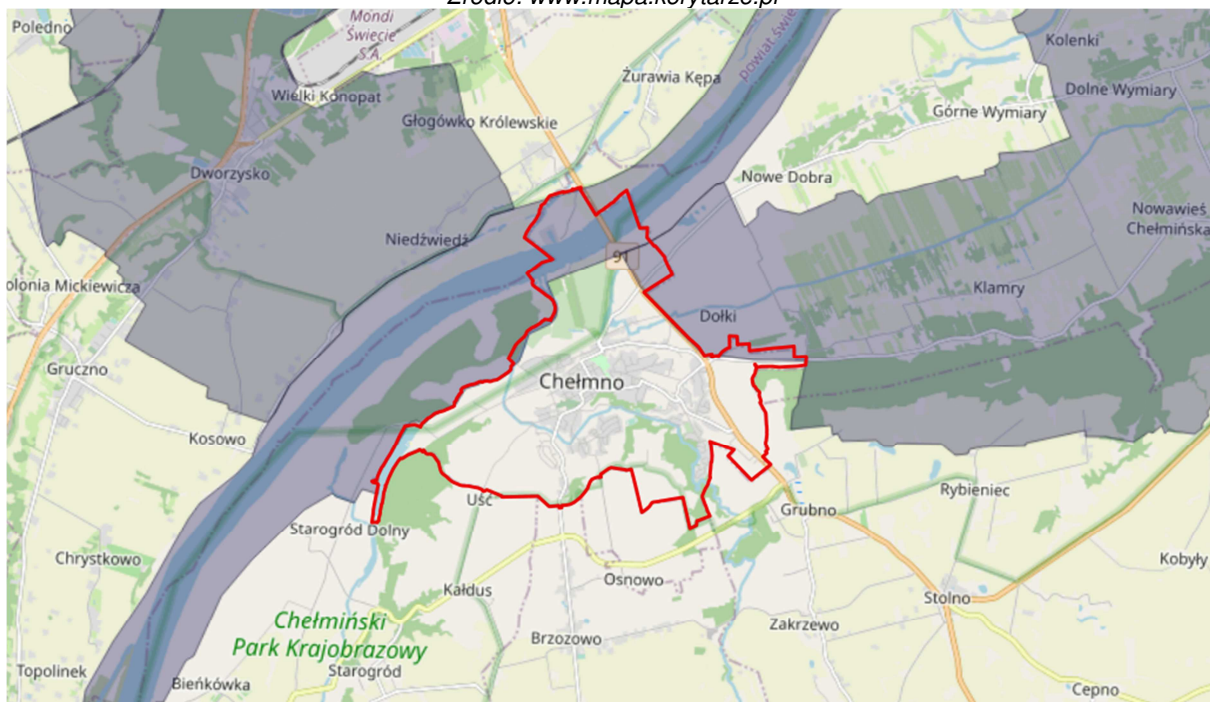 Źródło: www.mapa.korytarze.pl
Poledno
Mondi
Świecie
S.A.
Wielki Konopat
Żurawia Kępa
Kolenki
Dolne Wymiary
Górne Wymiary
Głogówko Królewskie
Dworzysko
Nowe Dobra
Nowawieś
Chełmińska
Niedźwiedź
91
olonia Mickiewicza
Klamry
Dołki
Gruczno
Chełmno
Kosowo
Uść
Rybieniec
Grubno
Starogród Dolny
Chrystkowo
Kobyły
Osnowo
Kałdus
Stolno
Chełmiński
Park Krajobrazowy
Brzozowo
Zakrzewo
Starogród
Topolinek
Bieńkówka
Cepno